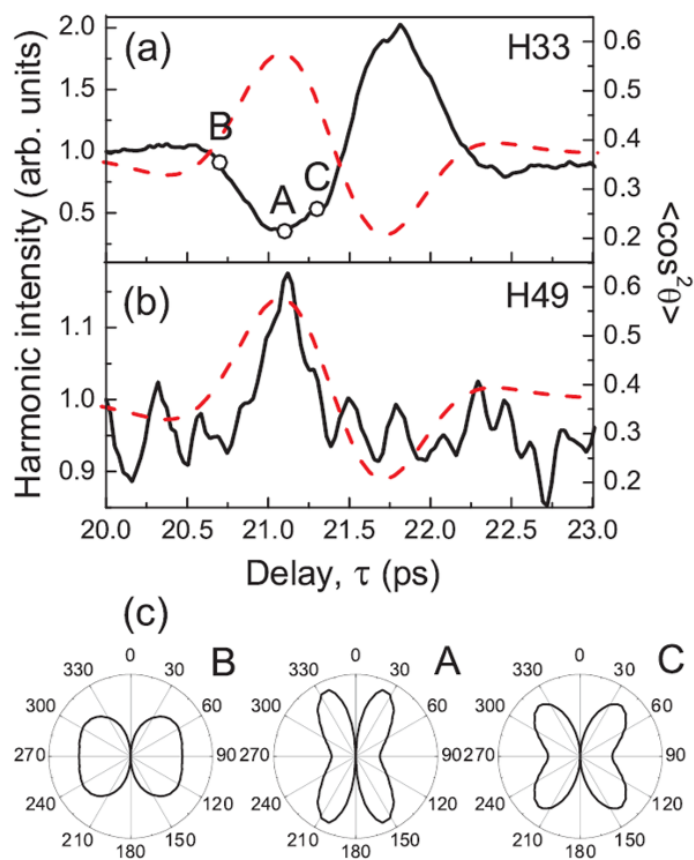 (a) H33
2.0
1.5
1.0
0.5
B
A
C
0.6
0.5
0.4
0.3
0.2
Harmonic intensity (arb. units)
<cos²θ>
(b) H49
1.1
1.0
0.9
0.6
0.5
0.4
0.3
0.2
20.0 20.5 21.0 21.5 22.0 22.5 23.0
Delay, τ (ps)
(c)
B
0
330 30
300 60
270 90
240 120
210 150
180
A
0
330 30
300 60
270 90
240 120
210 150
180
C
0
330 30
300 60
270 90
240 120
210 150
180